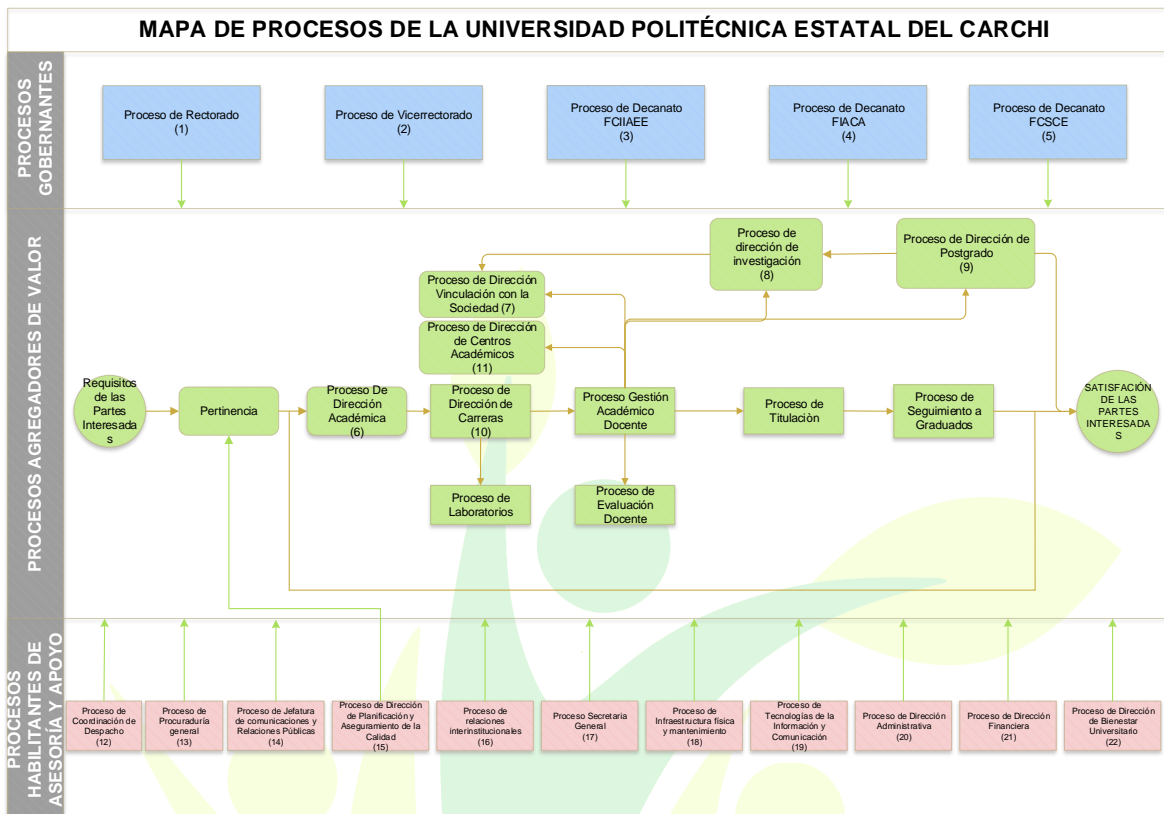 MAPA DE PROCESOS DE LA UNIVERSIDAD POLITÉCNICA ESTATAL DEL CARCHI
PROCESOS
GOBERNANTES
Proceso de Rectorado
(1)
Proceso de Vicerrectorado
(2)
Proceso de Decanato
FCIIAEE
(3)
Proceso de Decanato
FIACA
(4)
Proceso de Decanato
FCSCE
(5)
PROCESOS AGREGADORES DE VALOR
Proceso de
dirección de
investigación
(8)
Proceso de Dirección de
Postgrado
(9)
Proceso de Dirección
Vinculación con la
Sociedad (7)
Proceso de Dirección
de Centros
Académicos
(11)
Requisitos
de las
Partes
Interesada
s
Pertinencia
Proceso De
Dirección
Académica
(6)
Proceso de
Dirección de
Carreras
(10)
Proceso Gestión
Académico
Docente
Proceso de
Titulaciòn
Proceso de
Seguimiento a
Graduados
SATISFACIÓN
DE LAS
PARTES
INTERESADA
S
Proceso de
Laboratorios
Proceso de
Evaluación
Docente
PROCESOS
HABILITANTES DE
ASESORÍA Y APOYO
Proceso de
Coordinación de
Despacho
(12)
Proceso de
Procuraduría
general
(13)
Proceso de Jefatura
de comunicaciones y
Relaciones Públicas
(14)
Proceso de Dirección
de Planificación y
Aseguramiento de la
Calidad
(15)
Proceso de
relaciones
interinstitucionales
(16)
Proceso Secretaria
General
(17)
Proceso de
Infraestructura física
y mantenimiento
(18)
Proceso de
Tecnologías de la
Información y
Comunicación
(19)
Proceso de Dirección
Administrativa
(20)
Proceso de Dirección
Financiera
(21)
Proceso de Dirección
de Bienestar
Universitario
(22)